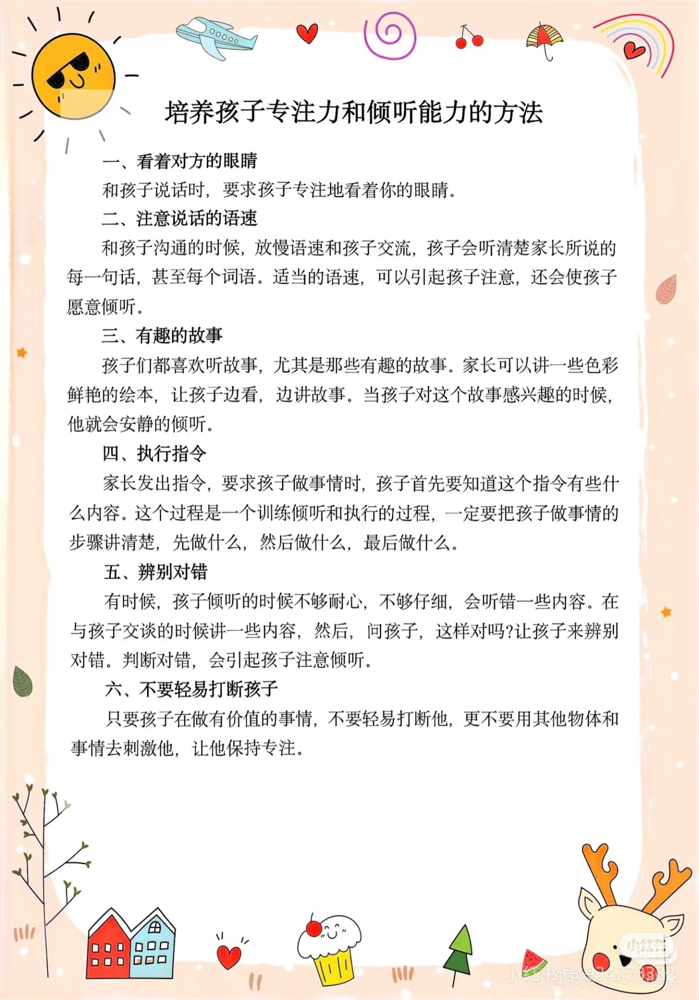 培养孩子专注力和倾听能力的方法
一、看着对方的眼睛
和孩子说话时，要求孩子专注地看着你的眼睛。
二、注意说话的语速
和孩子沟通的时候，放慢语速和孩子交流，孩子会听清楚家长所说的
每一句话，甚至每个词语。适当的语速，可以引起孩子注意，还会使孩子
愿意倾听。
三、有趣的故事
孩子们都喜欢听故事，尤其是那些有趣的故事。家长可以讲一些色彩
鲜艳的绘本，让孩子边看，边讲故事。当孩子对这个故事感兴趣的时候，
他就会安静的倾听。
四、执行指令
家长发出指令，要求孩子做事情时，孩子首先要知道这个指令有些什
么内容。这个过程是一个训练倾听和执行的过程，一定要把孩子做事情的
步骤讲清楚，先做什么，然后做什么，最后做什么。
五、辨别对错
有时候，孩子倾听的时候不够耐心，不够仔细，会听错一些内容。在
与孩子交谈的时候讲一些内容，然后，问孩子，这样对吗?让孩子来辨别
对错。判断对错，会引起孩子注意倾听。
六、不要轻易打断孩子
只要孩子在做有价值的事情，不要轻易打断他，更不要用其他物体和
事情去刺激他，让他保持专注。
小红书
小红书号: